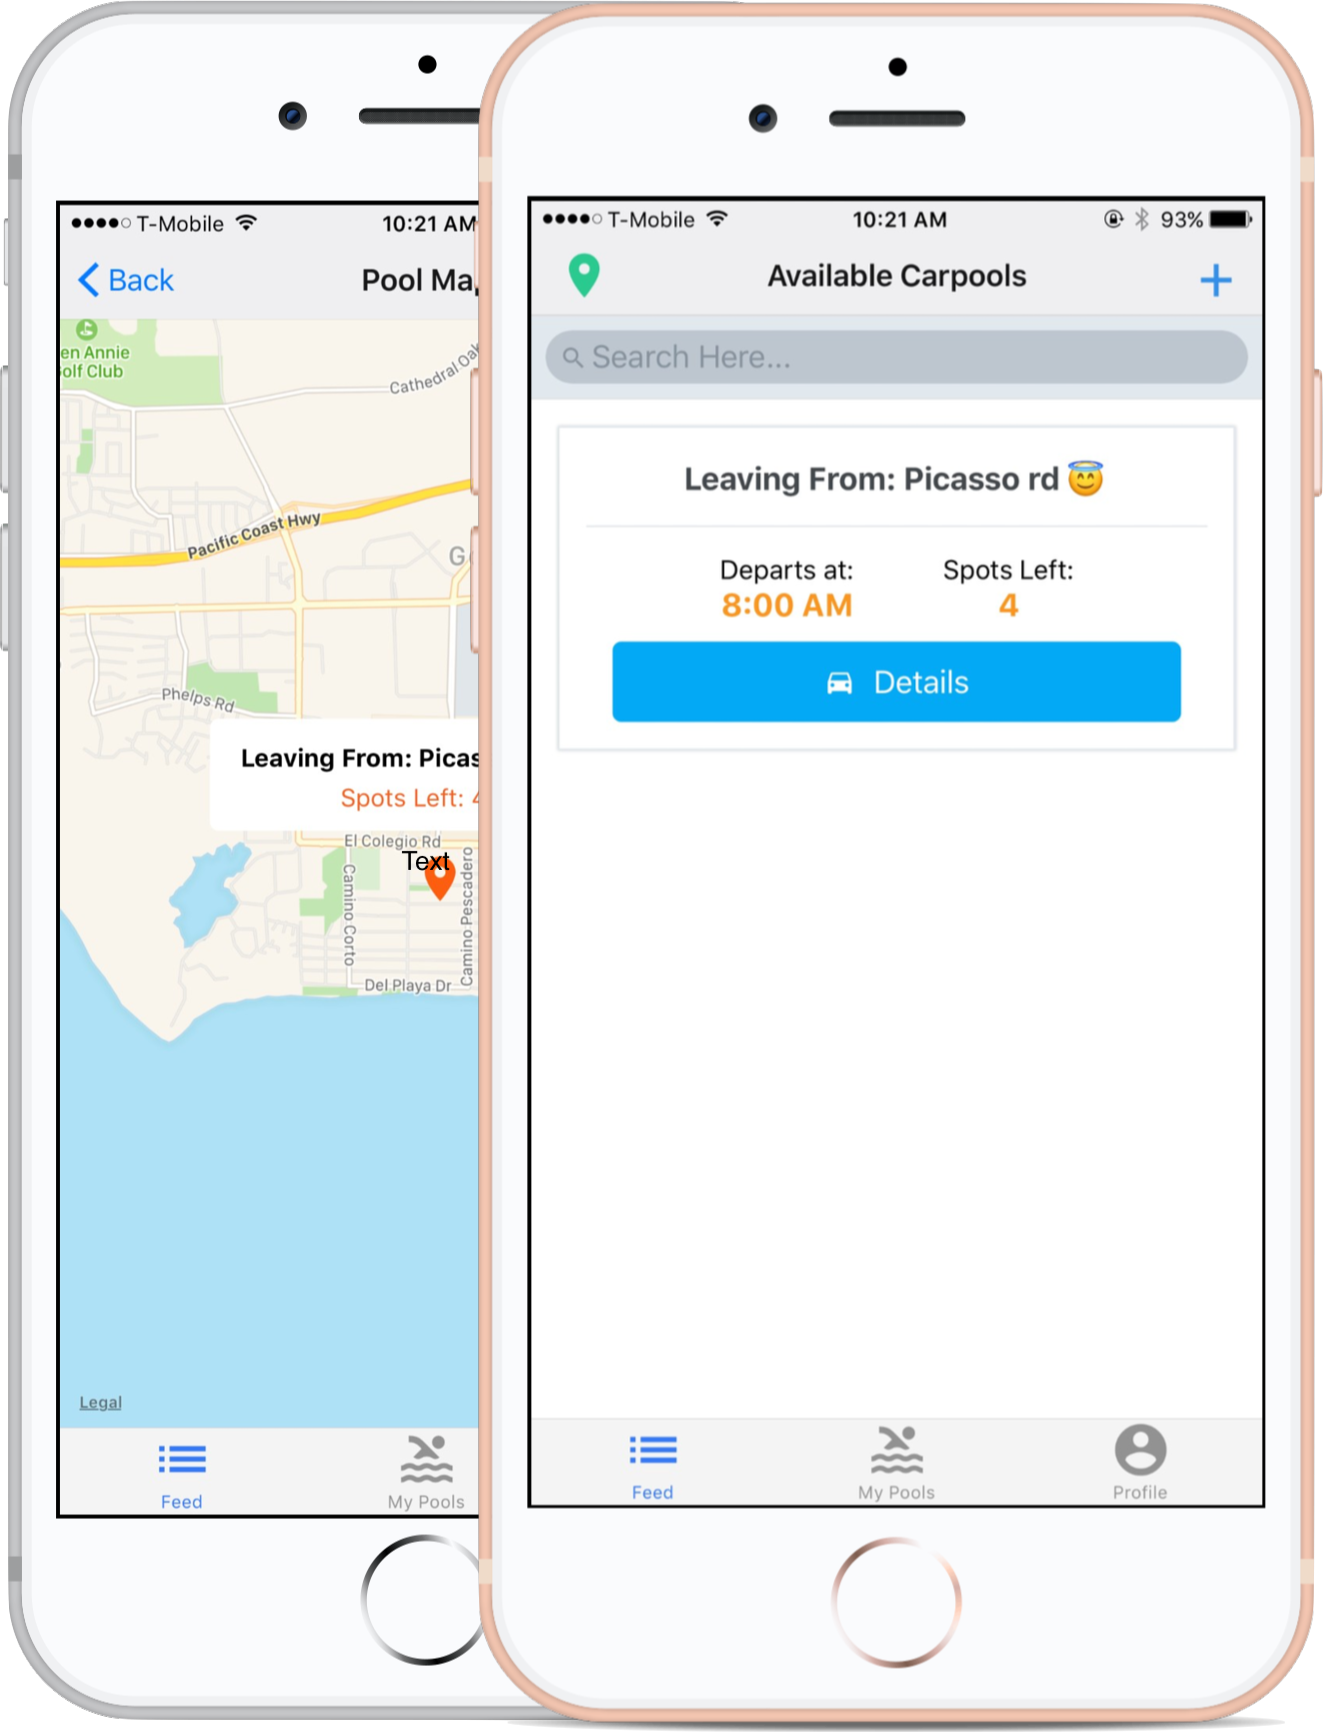 T-Mobile
10:21 AM
Back
Pool Ma
en Annie
olf Club
Cathedral Oak
Pacific Coast Hwy
G
Phelps Rd
Leaving From: Picas
Spots Left: 4
El Colegio Rd
Text
Camino Corto
Camino Pescadero
Del Playa Dr
Legal
Feed
My Pools
T-Mobile
10:21 AM
93%
Available Carpools
Search Here...
Leaving From: Picasso rd 😇
Departs at:
Spots Left:
8:00 AM
4
Details
Feed
My Pools
Profile